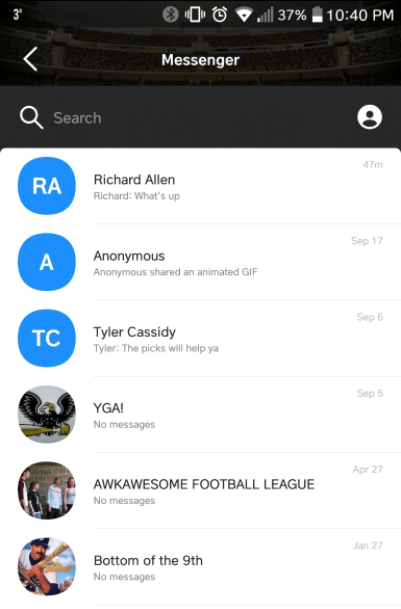 3° 37% 10:40 PM
Messenger
Search
47m
RA
Richard Allen
Richard: What's up
Sep 17
A
Anonymous
Anonymous shared an animated GIF
Sep 6
TC
Tyler Cassidy
Tyler: The picks will help ya
Sep 5
YGA!
No messages
Apr 27
AWKAWESOME FOOTBALL LEAGUE
No messages
Jan 27
Bottom of the 9th
No messages